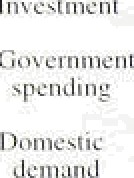 Investment
Government
spending
Domestic
demand